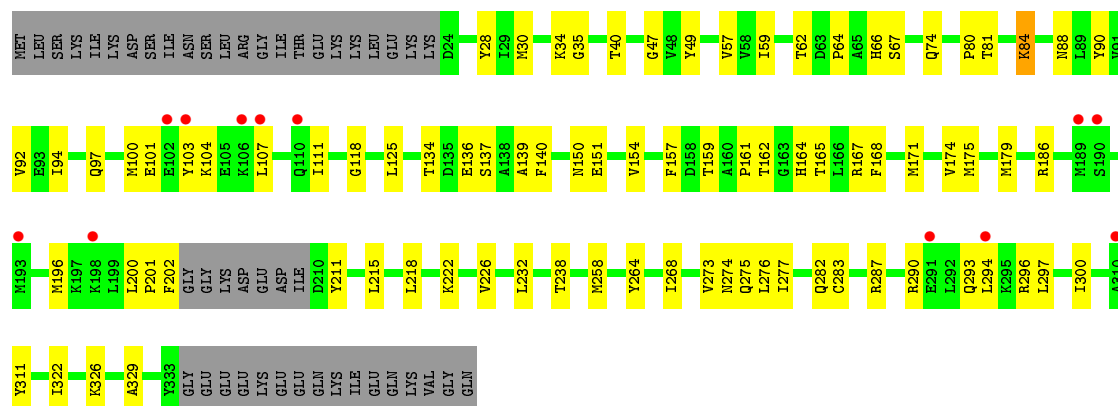 MET LEU SER LYS ILE LYS ASP SER ILE ASN SER LEU ARG GLY ILE THR GLU LYS LYS LEU GLU LYS LYS D24 Y28 I29 M30 K34 G35 T40 G47 V48 Y49 V57 V58 I59 T62 D63 P64 A65 H66 S67 Q74 P80 T81 K84 N88 L89 Y90 V91
V92 E93 I94 Q97 M100 E101 E102 Y103 K104 E105 K106 L107 Q110 I111 G118 L125 T134 D135 E136 S137 A138 A139 F140 N150 E151 V154 F157 D158 T159 A160 P161 T162 G163 H164 T165 L166 R167 F168 M171 V174 M175 M179 R186 M189 S190
M193 M196 K197 K198 L199 L200 P201 F202 GLY GLY LYS ASP GLU ASP ILE D210 Y211 L215 L218 K222 V226 L232 T238 M258 Y264 I268 V273 N274 Q275 L276 I277 Q282 C283 R287 R290 E291 L292 Q293 L294 K295 R296 L297 I300 A310
Y311 I322 K326 A329 Y333 GLY GLU GLU GLU LYS GLU GLU GLN LYS ILE GLU GLN LYS VAL GLY GLN